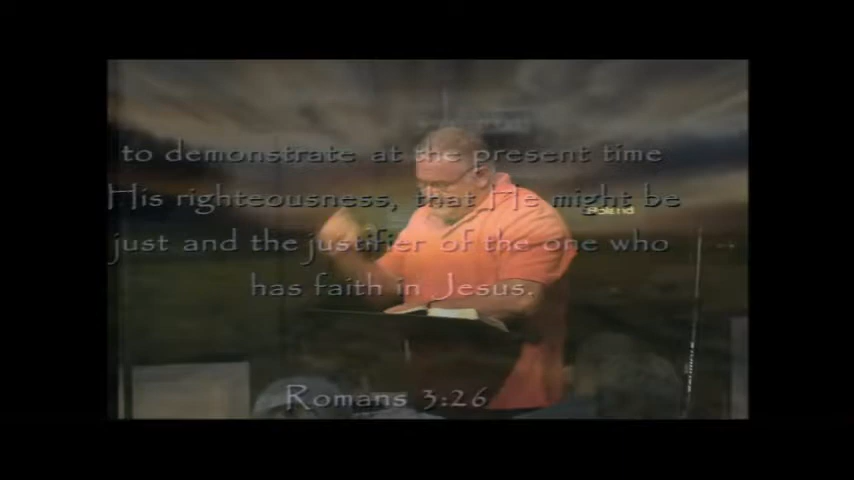 to demonstrate at the present time
His righteousness, that He might be
just and the justifier of the one who
has faith in Jesus.
Romans 3:26